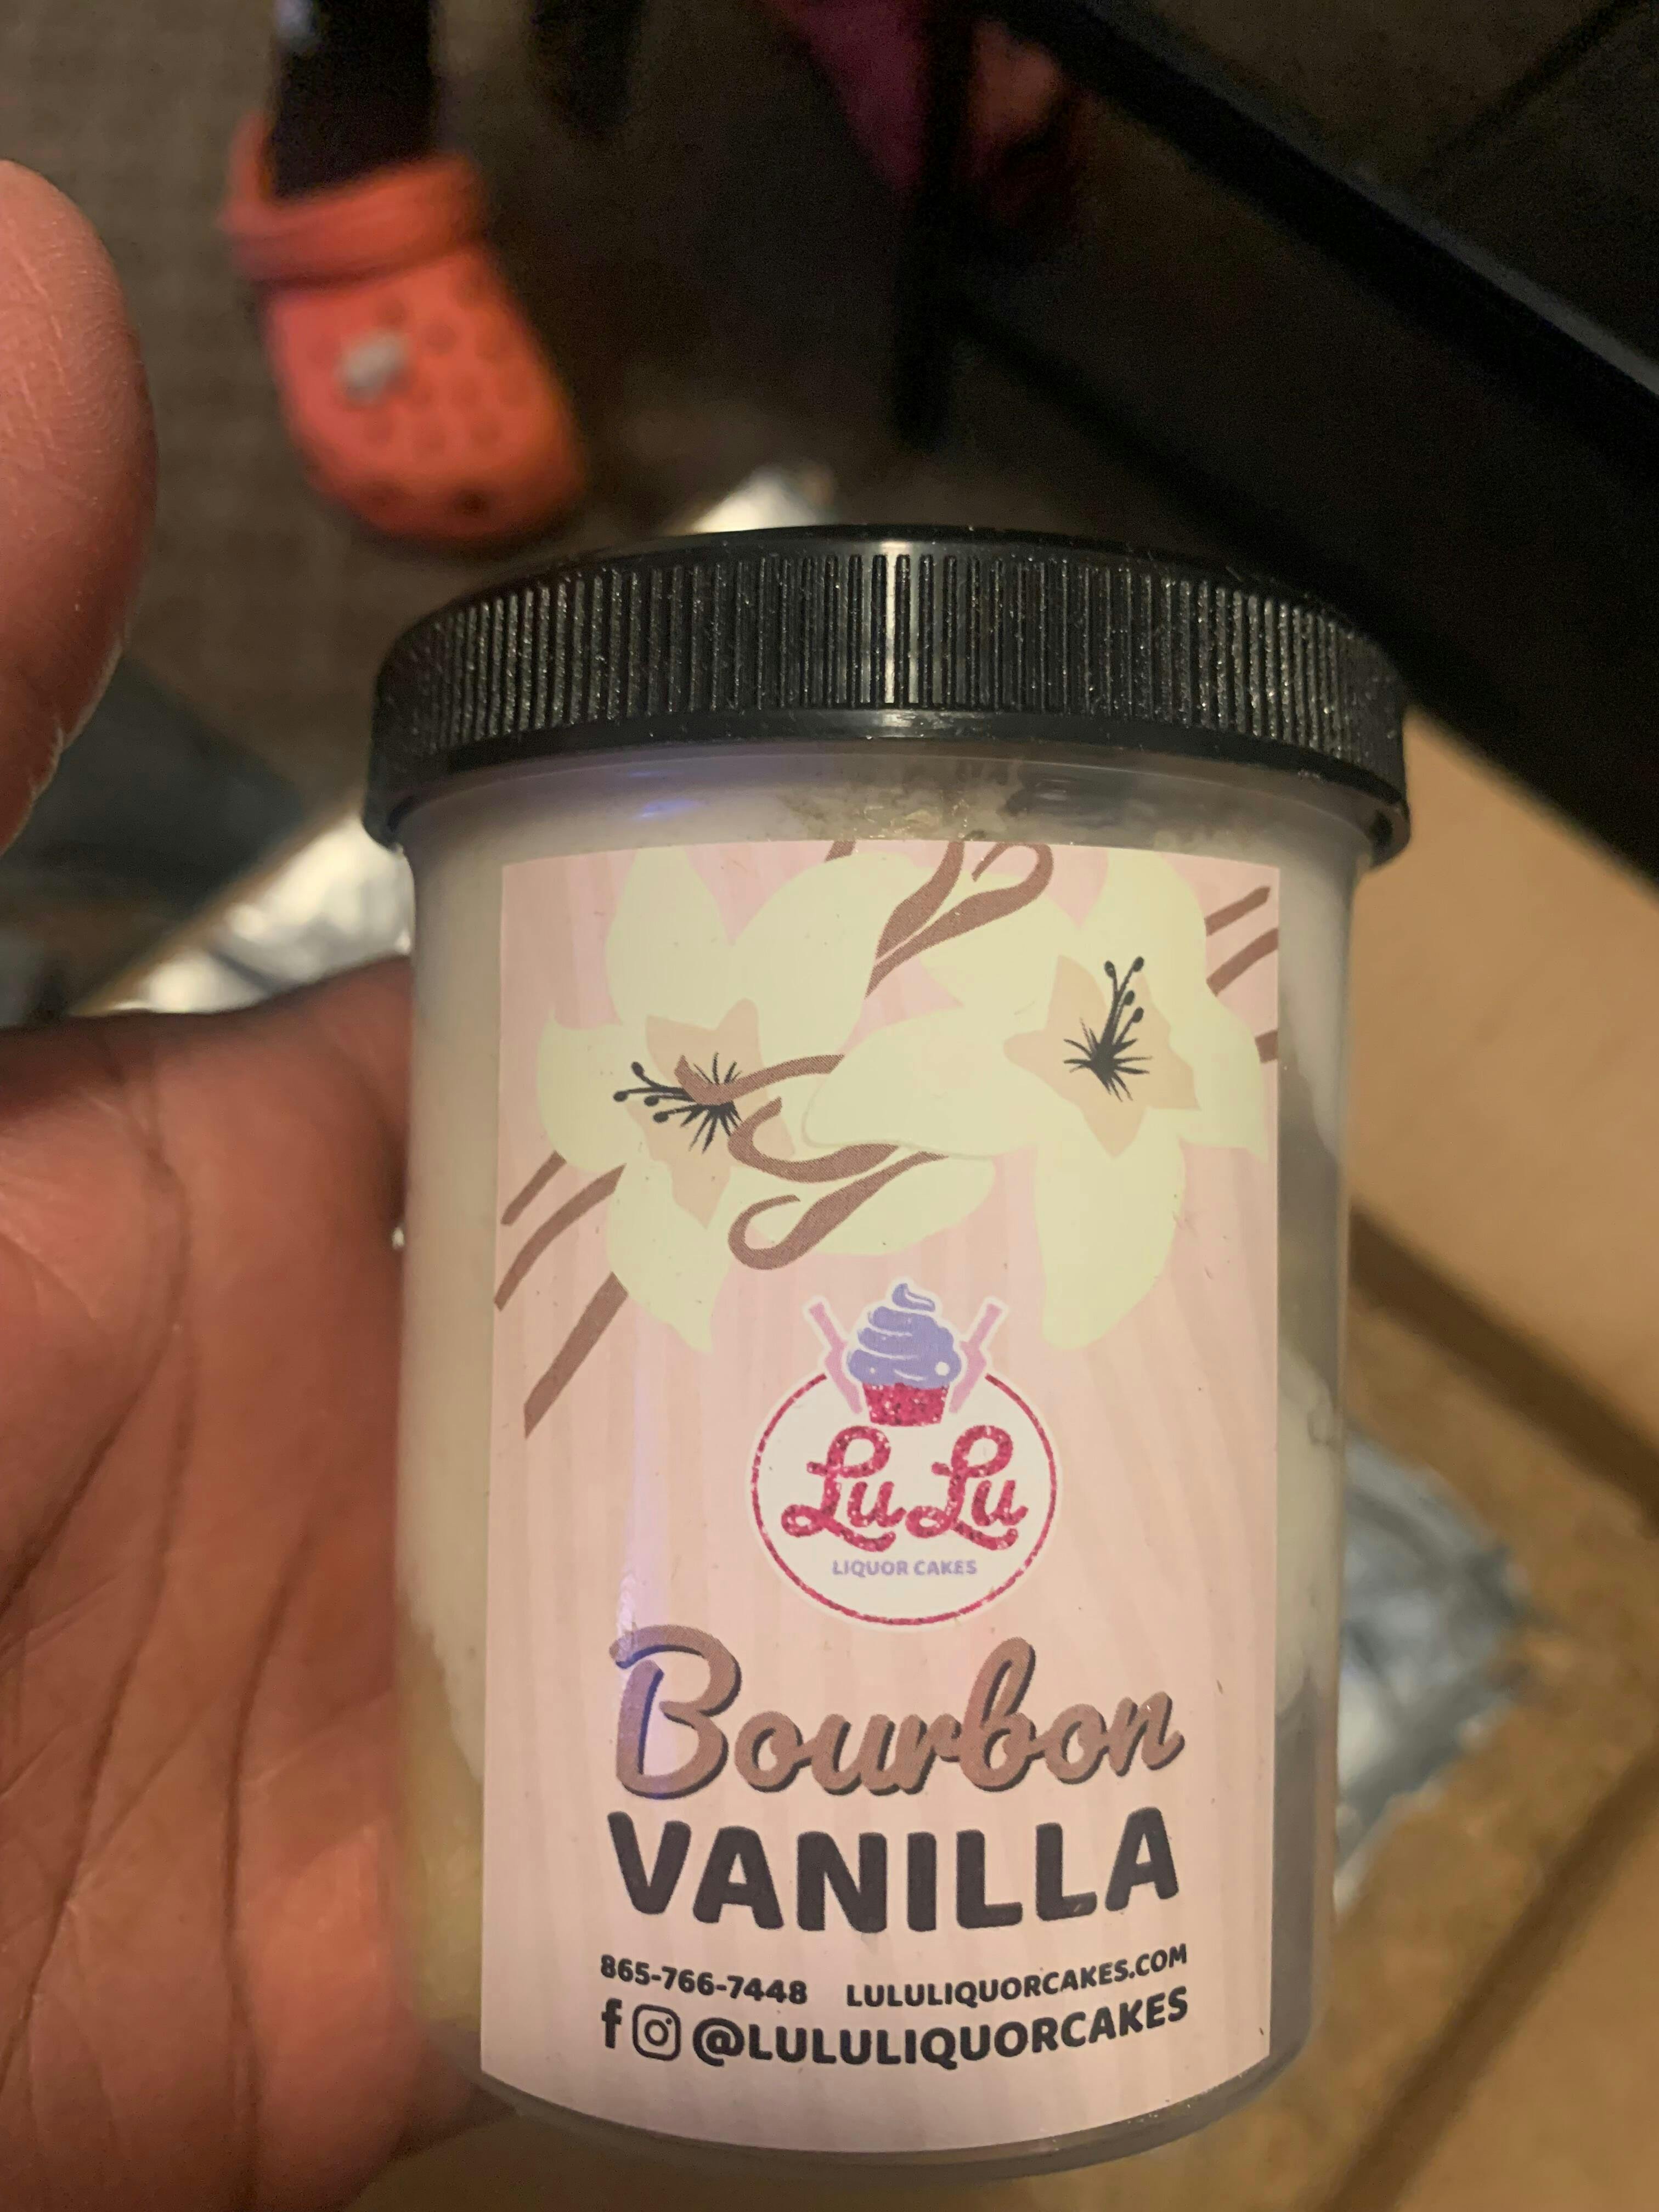 LuLu
LIQUOR CAKES
Bourbon
VANILLA
865-766-7448 LULULIQUORCAKES.COM
f @LULULIQUORCAKES